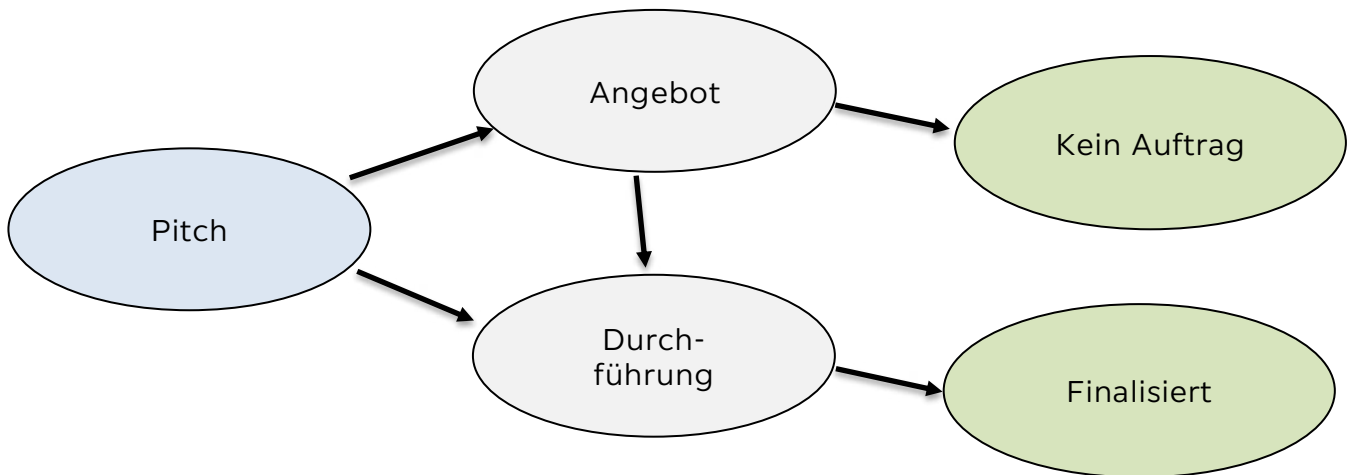 Angebot
Kein Auftrag
Pitch
Durch-
führung
Finalisiert